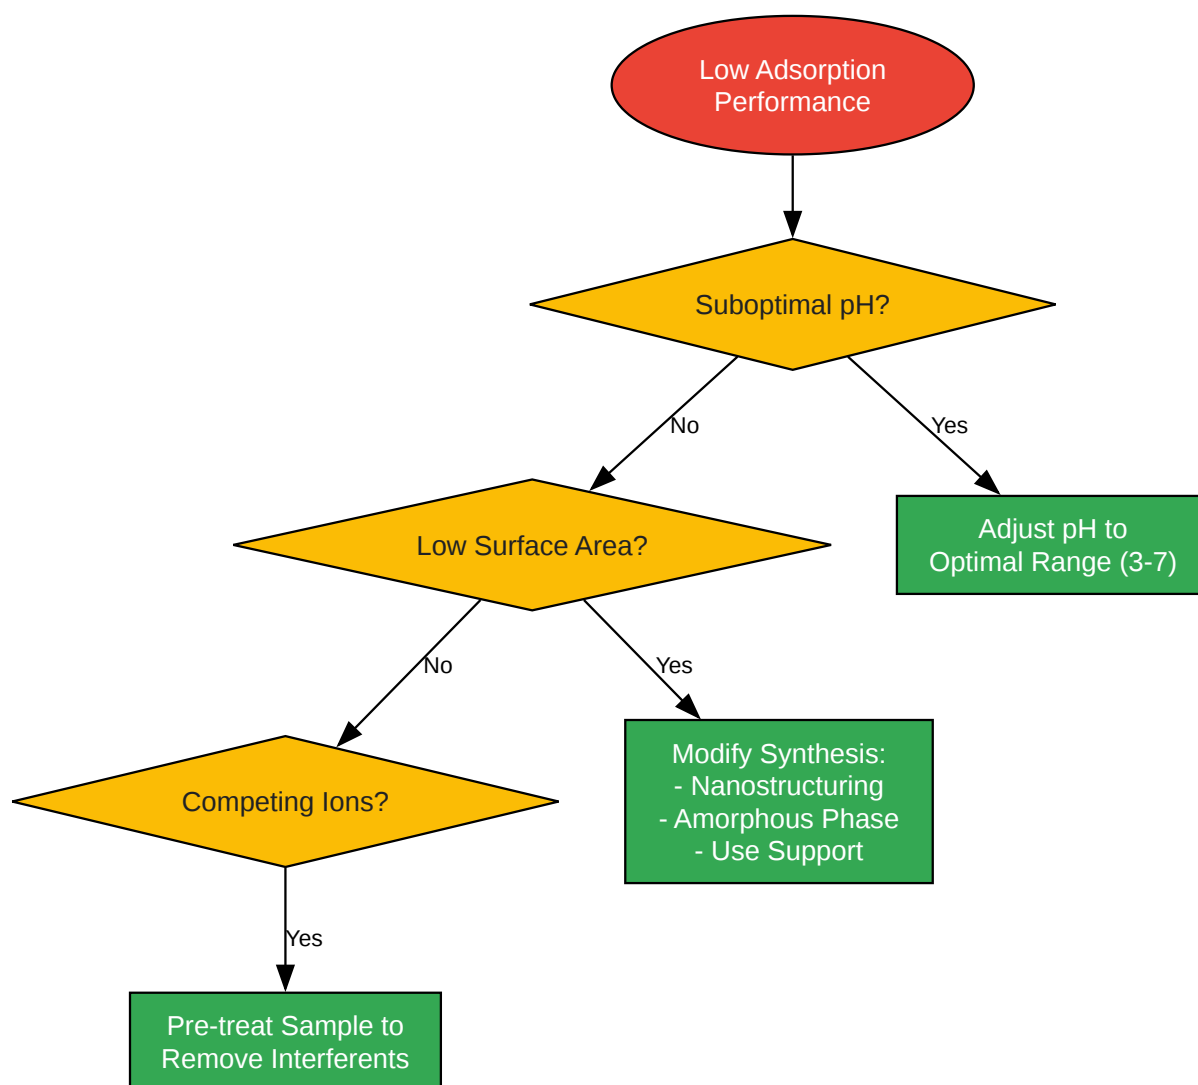 Low Adsorption
Performance
Suboptimal pH?
No
Yes
Adjust pH to
Optimal Range (3-7)
Low Surface Area?
No
Yes
Modify Synthesis:
- Nanostructuring
- Amorphous Phase
- Use Support
Competing Ions?
Yes
Pre-treat Sample to
Remove Interferents